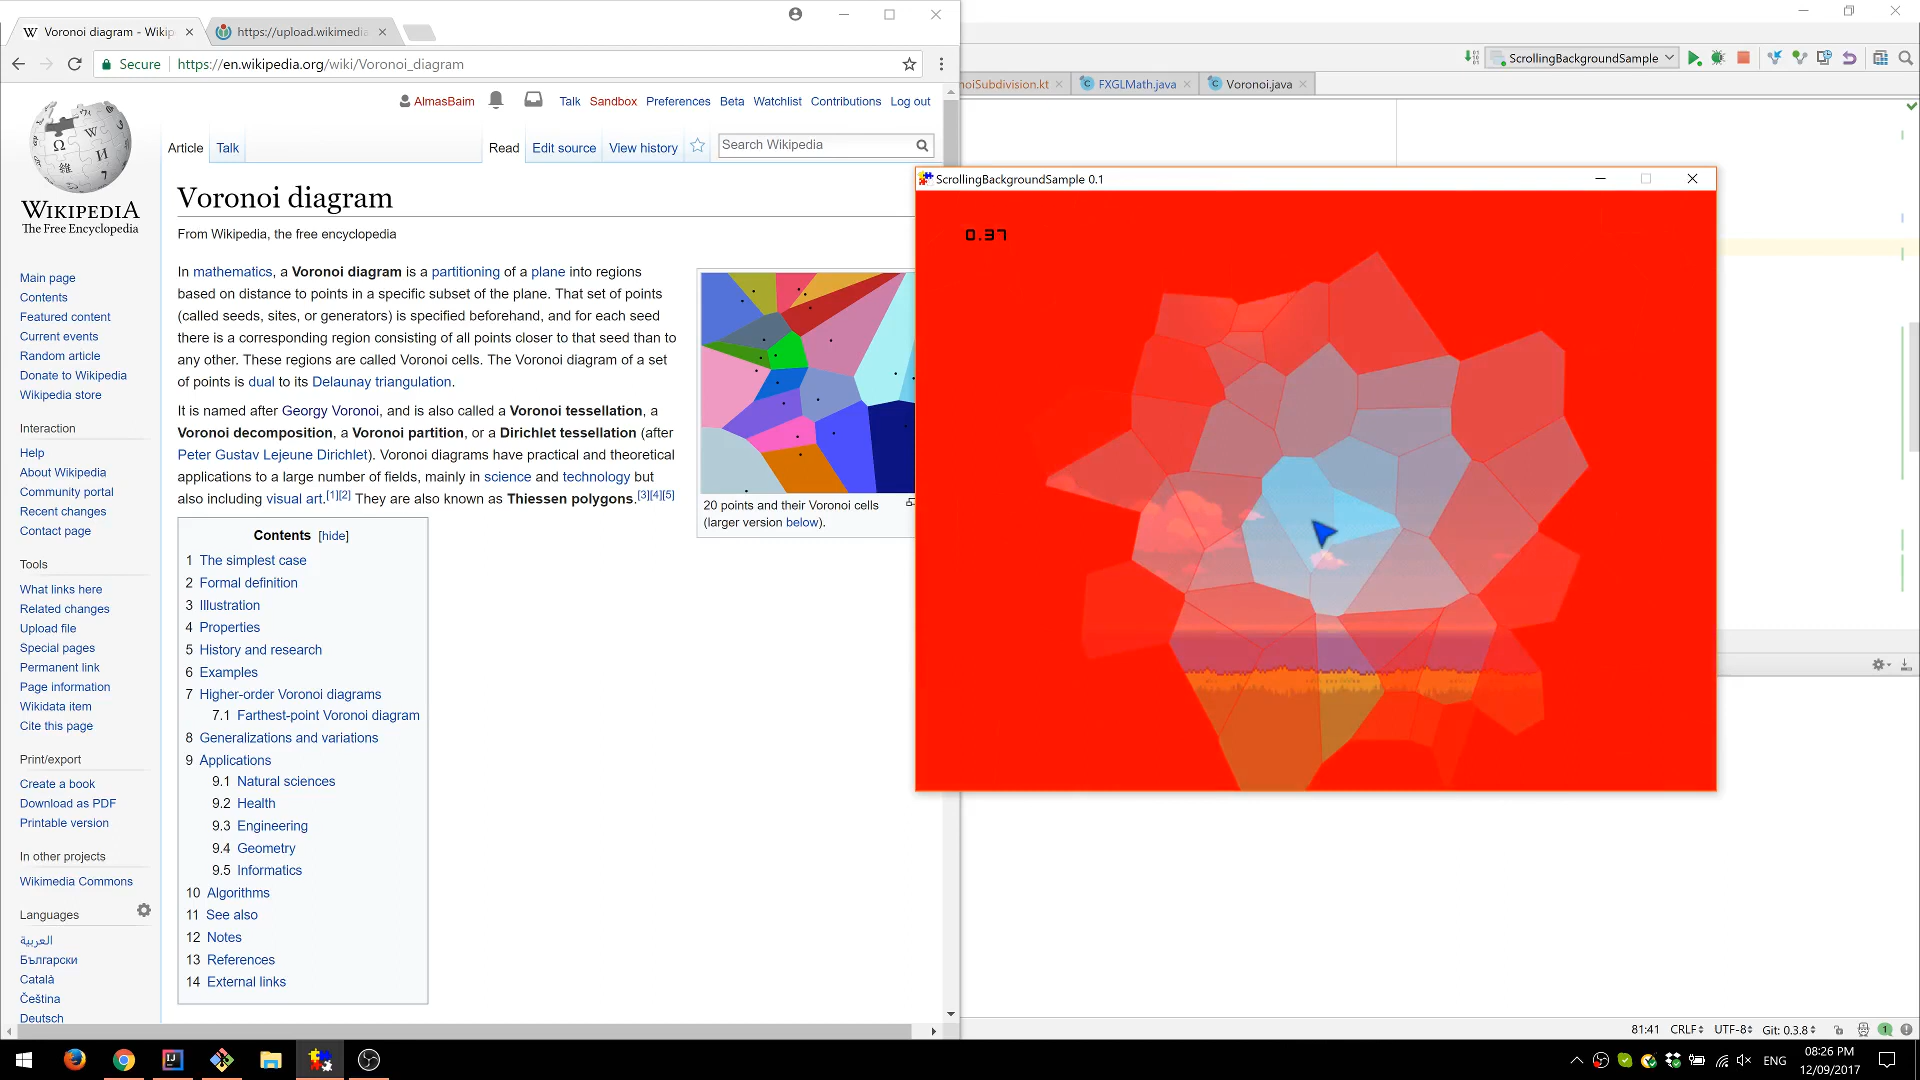 Voronoi diagram - Wikip
https://upload.wikimedia
Secure
https://en.wikipedia.org/wiki/Voronoi_diagram
WIKIPEDIA
The Free Encyclopedia
Main page
Contents
Featured content
Current events
Random article
Donate to Wikipedia
Wikipedia store
Interaction
Help
About Wikipedia
Community portal
Recent changes
Contact page
Tools
What links here
Related changes
Upload file
Special pages
Permanent link
Page information
Wikidata item
Cite this page
Print/export
Create a book
Download as PDF
Printable version
In other projects
Wikimedia Commons
Languages
العربية
Български
Català
Čeština
Deutsch
AlmasBaim Talk Sandbox Preferences Beta Watchlist Contributions Log out
Article Talk Read Edit source View history Search Wikipedia
Voronoi diagram
From Wikipedia, the free encyclopedia
In mathematics, a Voronoi diagram is a partitioning of a plane into regions
based on distance to points in a specific subset of the plane. That set of points
(called seeds, sites, or generators) is specified beforehand, and for each seed
there is a corresponding region consisting of all points closer to that seed than to
any other. These regions are called Voronoi cells. The Voronoi diagram of a set
of points is dual to its Delaunay triangulation.
It is named after Georgy Voronoi, and is also called a Voronoi tessellation, a
Voronoi decomposition, a Voronoi partition, or a Dirichlet tessellation (after
Peter Gustav Lejeune Dirichlet). Voronoi diagrams have practical and theoretical
applications to a large number of fields, mainly in science and technology but
also including visual art.[1][2] They are also known as Thiessen polygons.[3][4][5]
20 points and their Voronoi cells
(larger version below).
Contents [hide]
1 The simplest case
2 Formal definition
3 Illustration
4 Properties
5 History and research
6 Examples
7 Higher-order Voronoi diagrams
7.1 Farthest-point Voronoi diagram
8 Generalizations and variations
9 Applications
9.1 Natural sciences
9.2 Health
9.3 Engineering
9.4 Geometry
9.5 Informatics
10 Algorithms
11 See also
12 Notes
13 References
14 External links
ScrollingBackgroundSample
noiSubdivision.kt
FXGLMath.java
Voronoi.java
ScrollingBackgroundSample 0.1
0.37
81:41 CRLF UTF-8 Git: 0.3.8 1
ENG
08:26 PM
12/09/2017